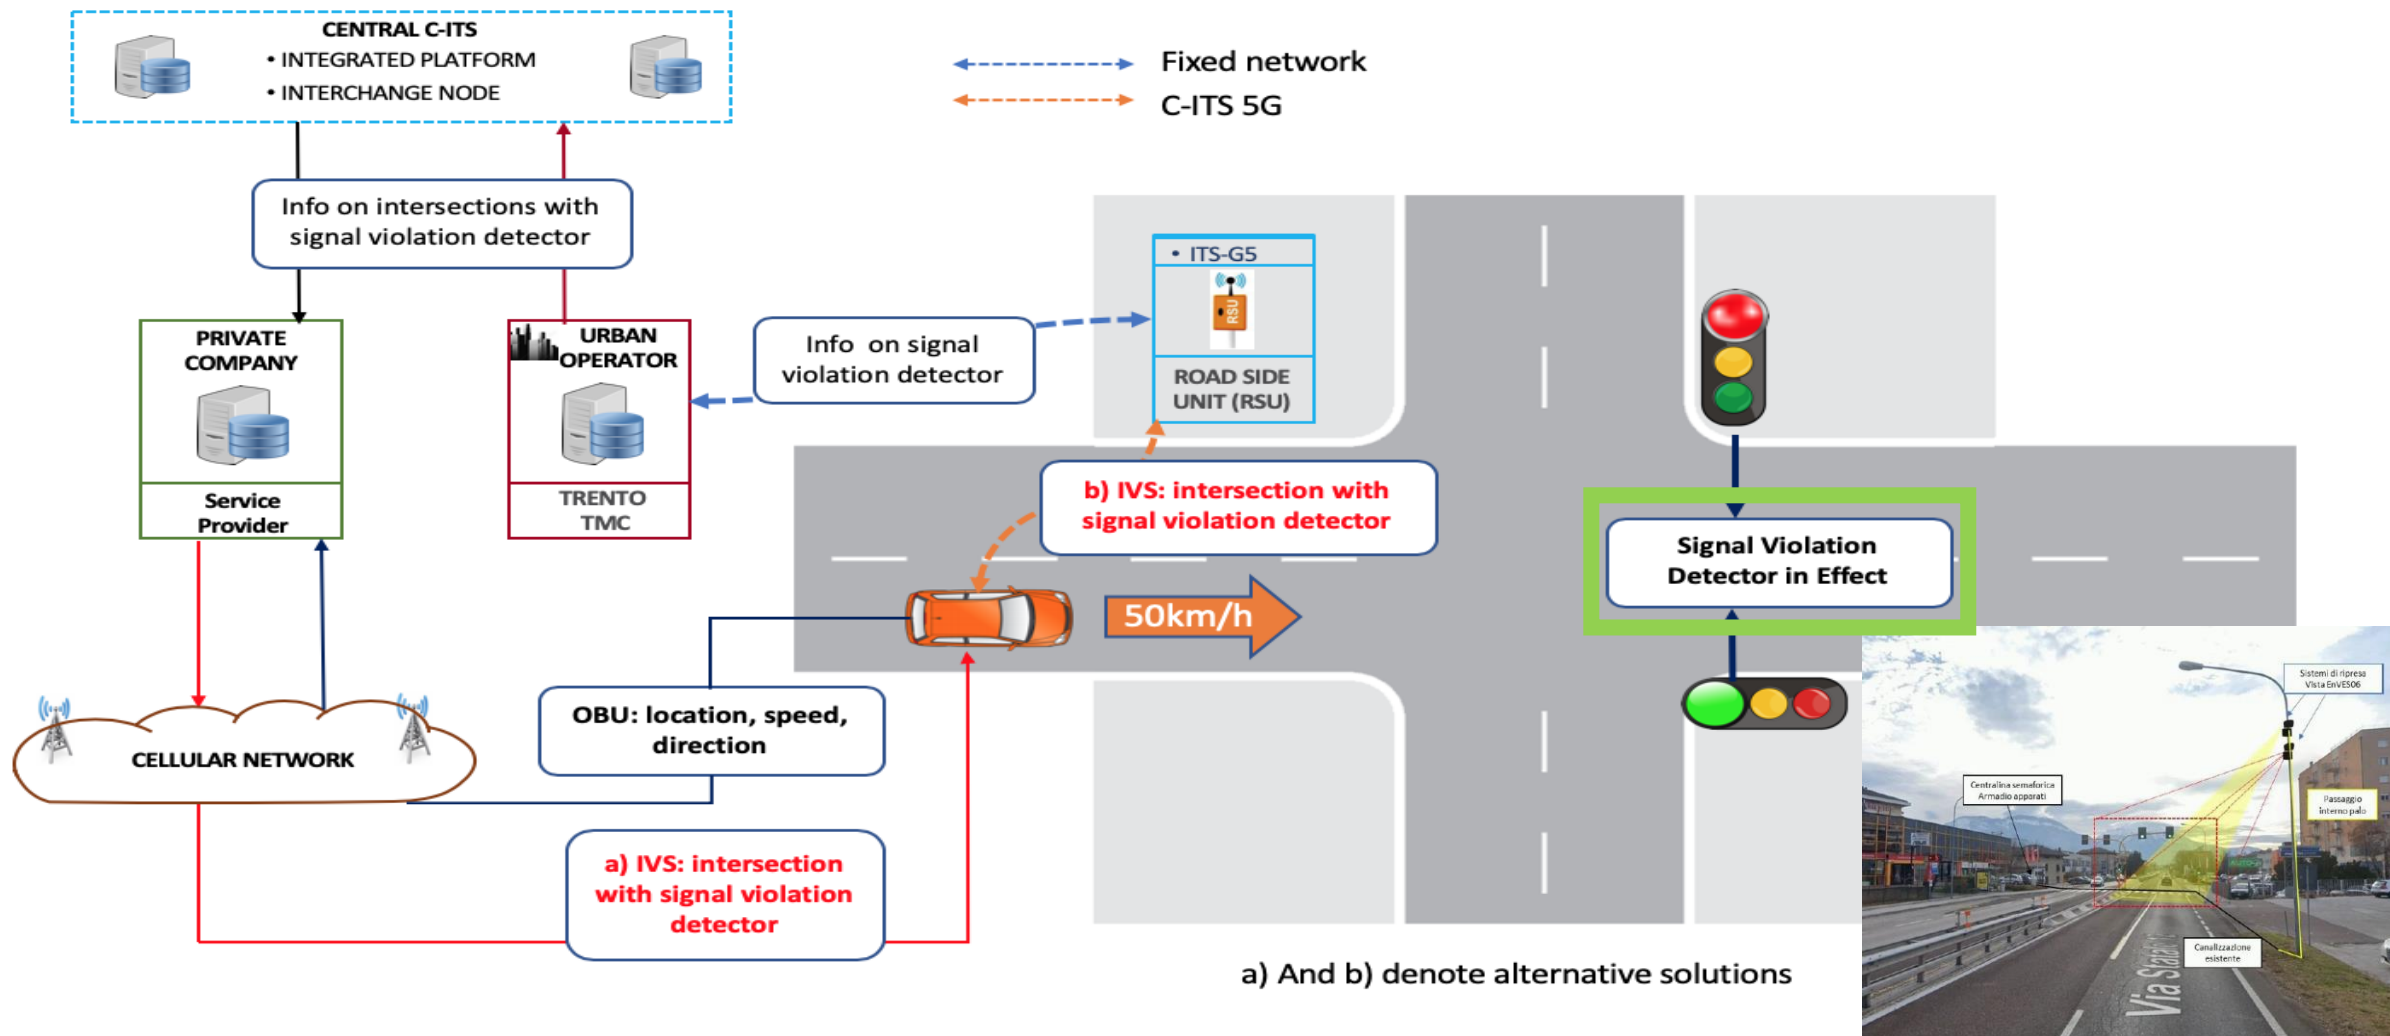 CENTRAL C-ITS
• INTEGRATED PLATFORM
• INTERCHANGE NODE
Fixed network
C-ITS 5G
Info on intersections with
signal violation detector
PRIVATE
COMPANY
Service
Provider
URBAN
OPERATOR
TRENTO
TMC
Info on signal
violation detector
• ITS-G5
RSU
ROAD SIDE
UNIT (RSU)
b) IVS: intersection with
signal violation detector
50km/h
Signal Violation
Detector in Effect
CELLULAR NETWORK
OBU: location, speed,
direction
a) IVS: intersection
with signal violation
detector
a) And b) denote alternative solutions
Sistemi di ripresa
Vista EnVES06
Centralina semaforica
Armadio apparati
Passaggio
interno palo
Canalizzazione
esistente